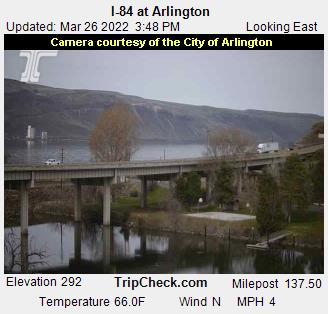 I-84 at Arlington
Updated: Mar 26 2022 3:48 PM Looking East
Camera courtesy of the City of Arlington
Elevation 292 TripCheck.com Milepost 137.50
Temperature 66.0F Wind N MPH 4